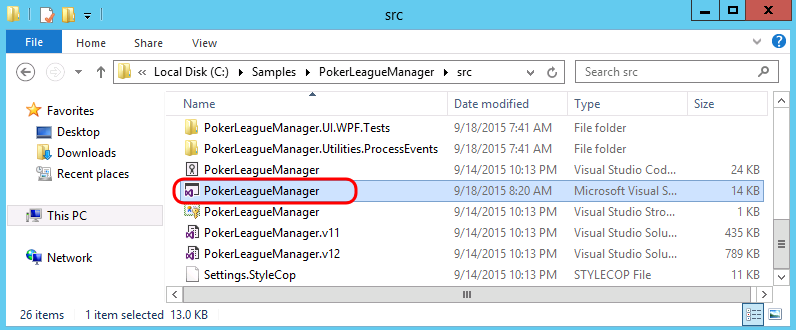 src
File Home Share View
Local Disk (C:) Samples PokerLeagueManager src Search src
Favorites
Desktop
Downloads
Recent places
This PC
Network
Name Date modified Type Size
PokerLeagueManager.UI.WPF.Tests 9/18/2015 7:41 AM File folder
PokerLeagueManager.Utilities.ProcessEvents 9/18/2015 7:41 AM File folder
PokerLeagueManager 9/14/2015 10:13 PM Visual Studio Cod... 24 KB
PokerLeagueManager 9/18/2015 8:20 AM Microsoft Visual S... 14 KB
PokerLeagueManager 9/14/2015 10:13 PM Visual Studio Stro... 1 KB
PokerLeagueManager.v11 9/14/2015 10:13 PM Visual Studio Solu... 435 KB
PokerLeagueManager.v12 9/14/2015 10:13 PM Visual Studio Solu... 789 KB
Settings.StyleCop 9/14/2015 10:13 PM STYLECOP File 11 KB
26 items 1 item selected 13.0 KB